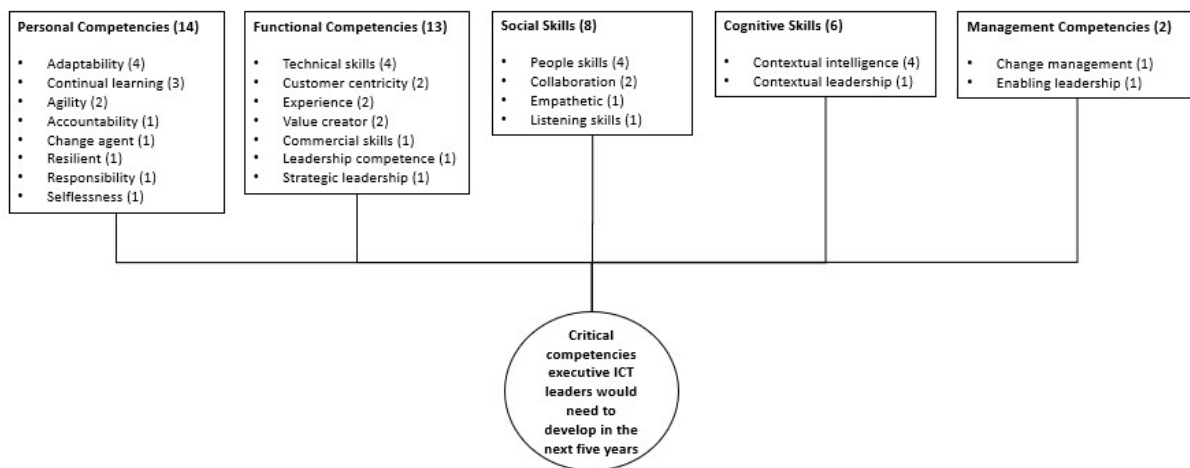 Personal Competencies (14)
• Adaptability (4)
• Continual learning (3)
• Agility (2)
• Accountability (1)
• Change agent (1)
• Resilient (1)
• Responsibility (1)
• Selflessness (1)
Functional Competencies (13)
• Technical skills (4)
• Customer centricity (2)
• Experience (2)
• Value creator (2)
• Commercial skills (1)
• Leadership competence (1)
• Strategic leadership (1)
Social Skills (8)
• People skills (4)
• Collaboration (2)
• Empathetic (1)
• Listening skills (1)
Cognitive Skills (6)
• Contextual intelligence (4)
• Contextual leadership (1)
Management Competencies (2)
• Change management (1)
• Enabling leadership (1)
Critical
competencies
executive ICT
leaders would
need to
develop in the
next five years